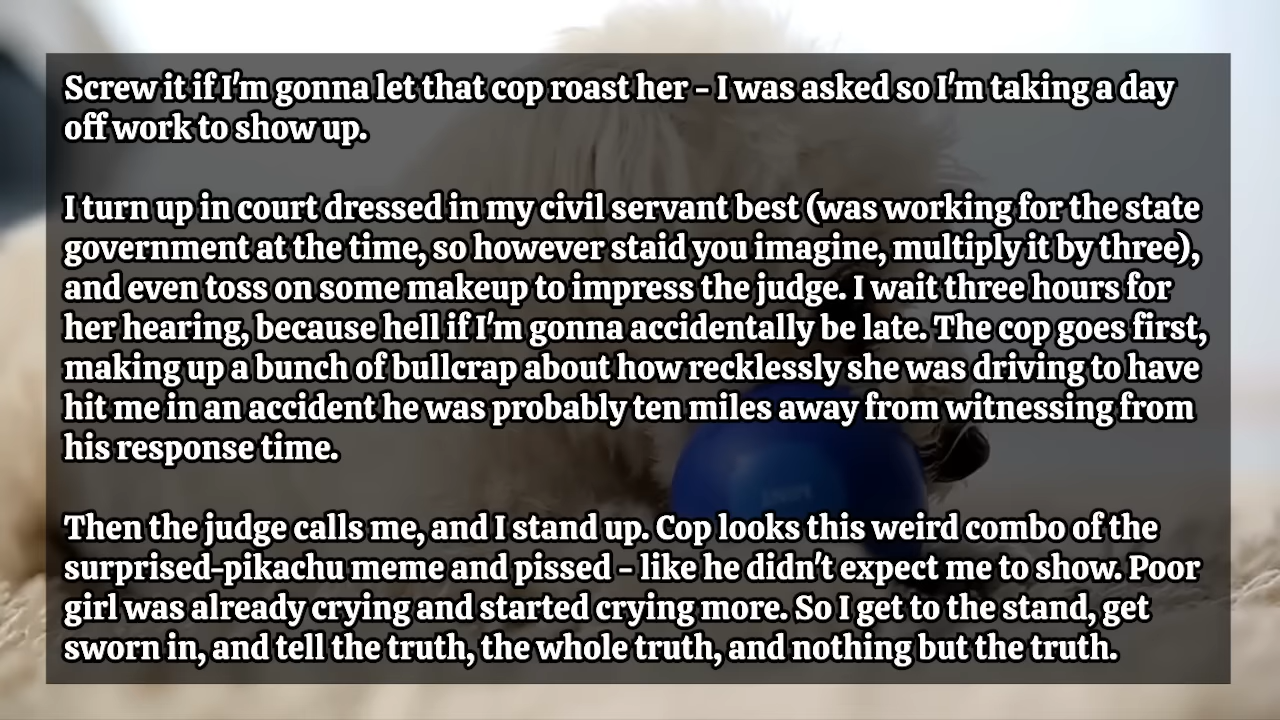 Screw it if I'm gonna let that cop roast her - I was asked so I'm taking a day
off work to show up.
I turn up in court dressed in my civil servant best (was working for the state
government at the time, so however staid you imagine, multiply it by three),
and even toss on some makeup to impress the judge. I wait three hours for
her hearing, because hell if I'm gonna accidentally be late. The cop goes first,
making up a bunch of bullcrap about how recklessly she was driving to have
hit me in an accident he was probably ten miles away from witnessing from
his response time.
Then the judge calls me, and I stand up. Cop looks this weird combo of the
surprised-pikachu meme and pissed - like he didn't expect me to show. Poor
girl was already crying and started crying more. So I get to the stand, get
sworn in, and tell the truth, the whole truth, and nothing but the truth.